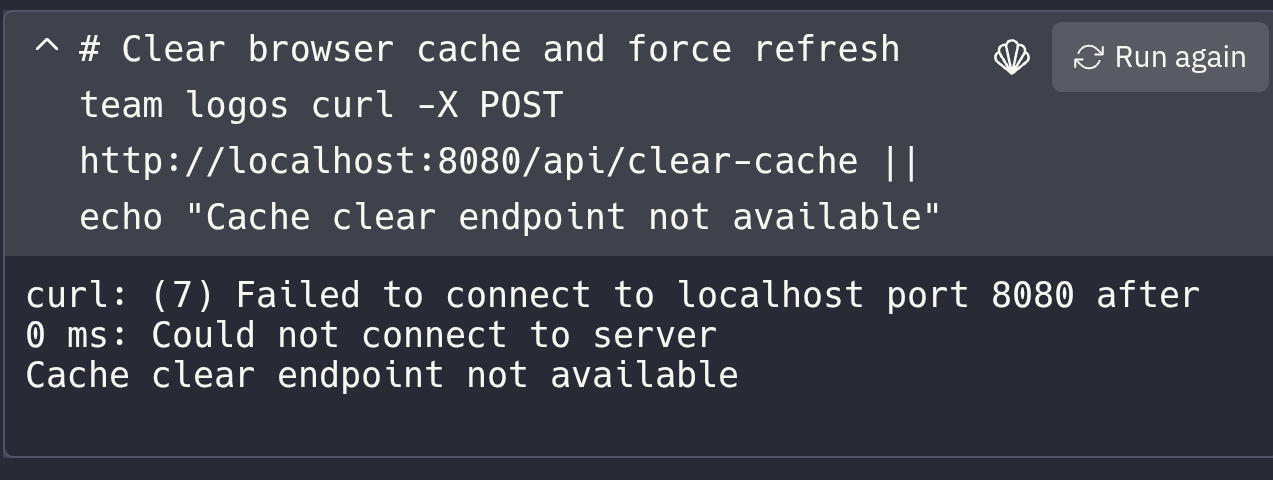 # Clear browser cache and force refresh
Run again
team logos curl -X POST
http://localhost:8080/api/clear-cache ||
echo "Cache clear endpoint not available"
curl: (7) Failed to connect to localhost port 8080 after
0 ms: Could not connect to server
Cache clear endpoint not available